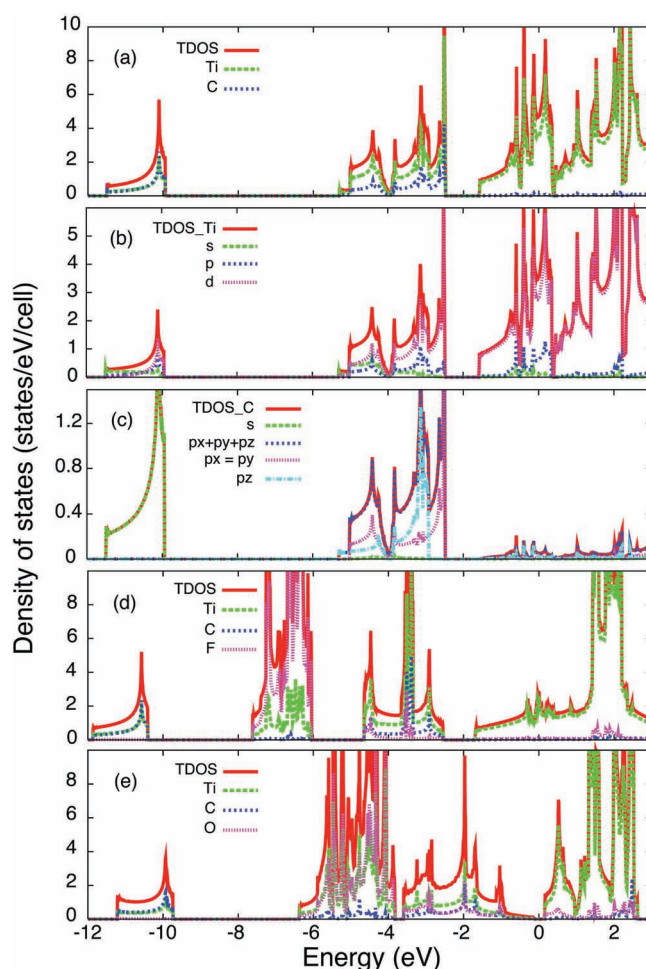 (a)
TDOS
Ti
C
10
8
6
4
2
0
(b)
TDOS_Ti
s
p
d
5
4
3
2
1
0
(c)
TDOS_C
s
px+py+pz
px = py
pz
1.2
0.8
0.4
0
(d)
TDOS
Ti
C
F
8
6
4
2
0
(e)
TDOS
Ti
C
O
10
8
6
4
2
0
Density of states (states/eV/cell)
-12 -10 -8 -6 -4 -2 0 2
Energy (eV)